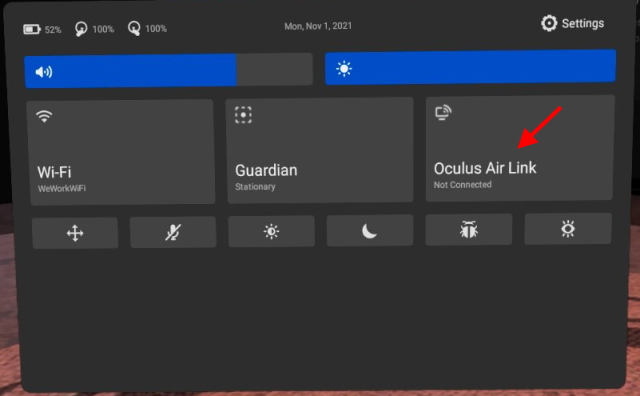 52% 100% 100% Mon, Nov 1, 2021 Settings
Wi-Fi
WeWorkWiFi
Guardian
Stationary
Oculus Air Link
Not Connected